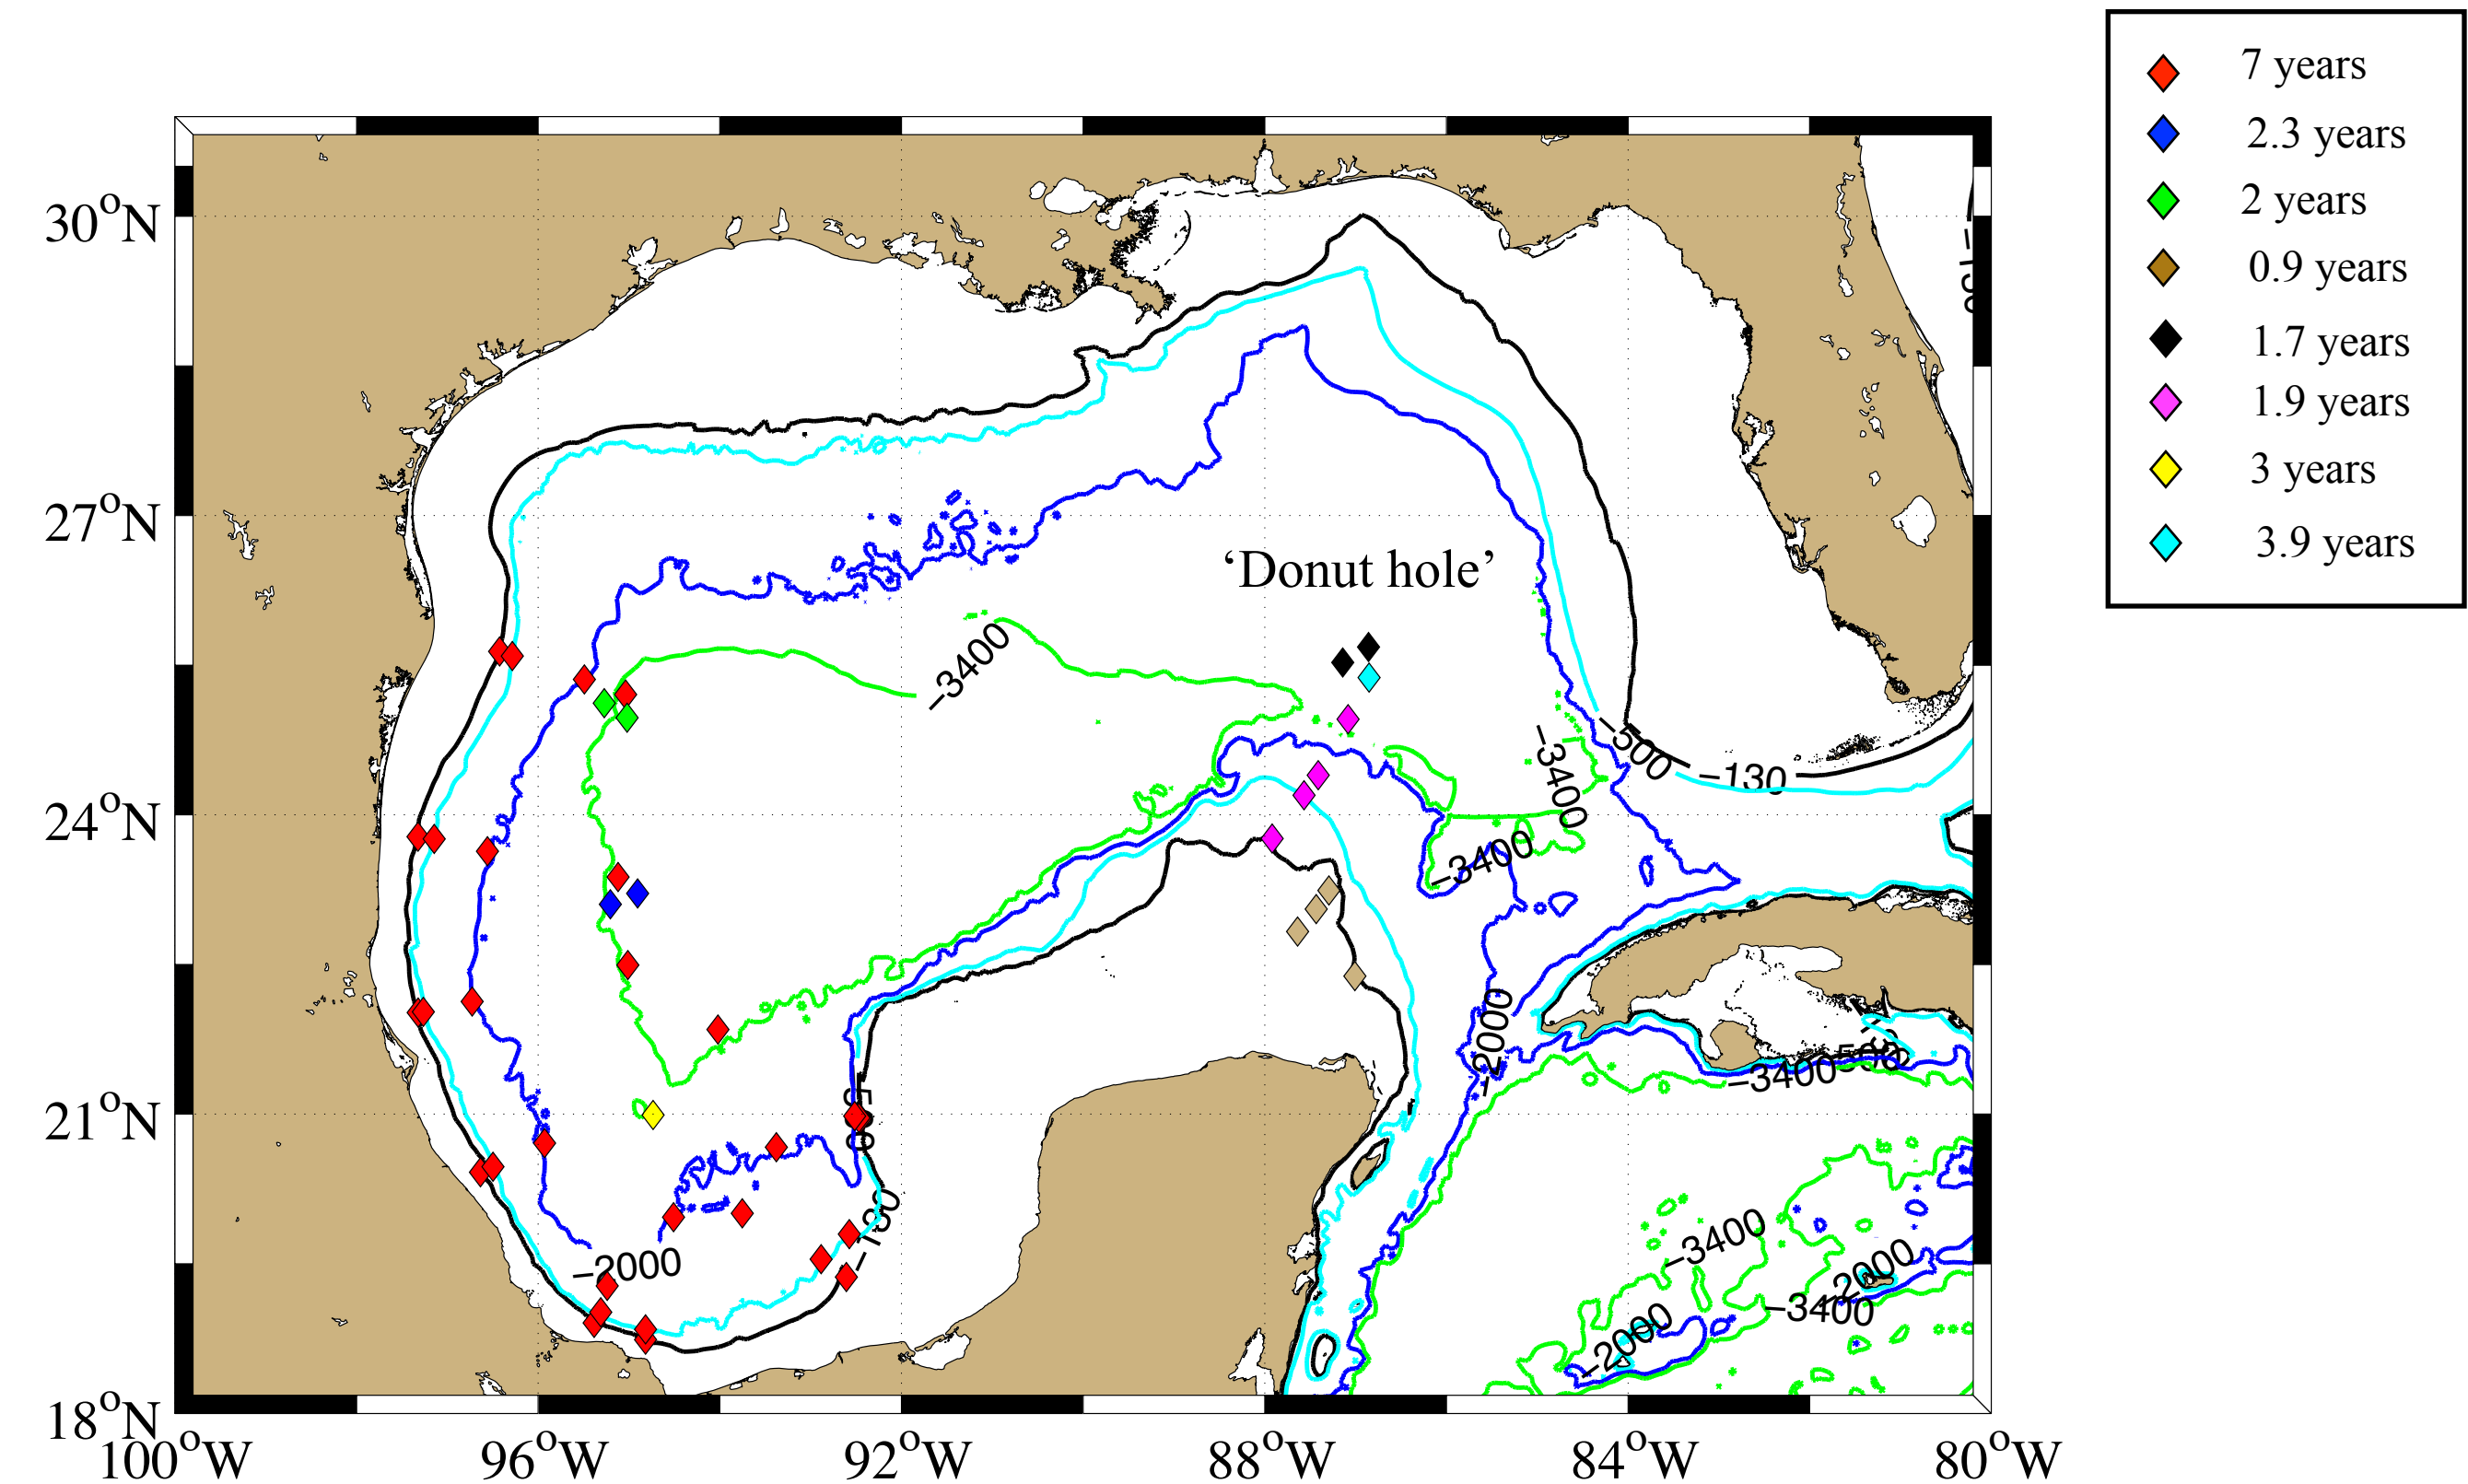 7 years
2.3 years
2 years
0.9 years
1.7 years
1.9 years
3 years
3.9 years
30°N
27°N
24°N
21°N
18°N
100°W
96°W
92°W
88°W
84°W
80°W
'Donut hole'
−3400
−3400
−500
−130
−3400
−2000
−3400
500
−130
−2000
−3400
−2000
−3400
−2000